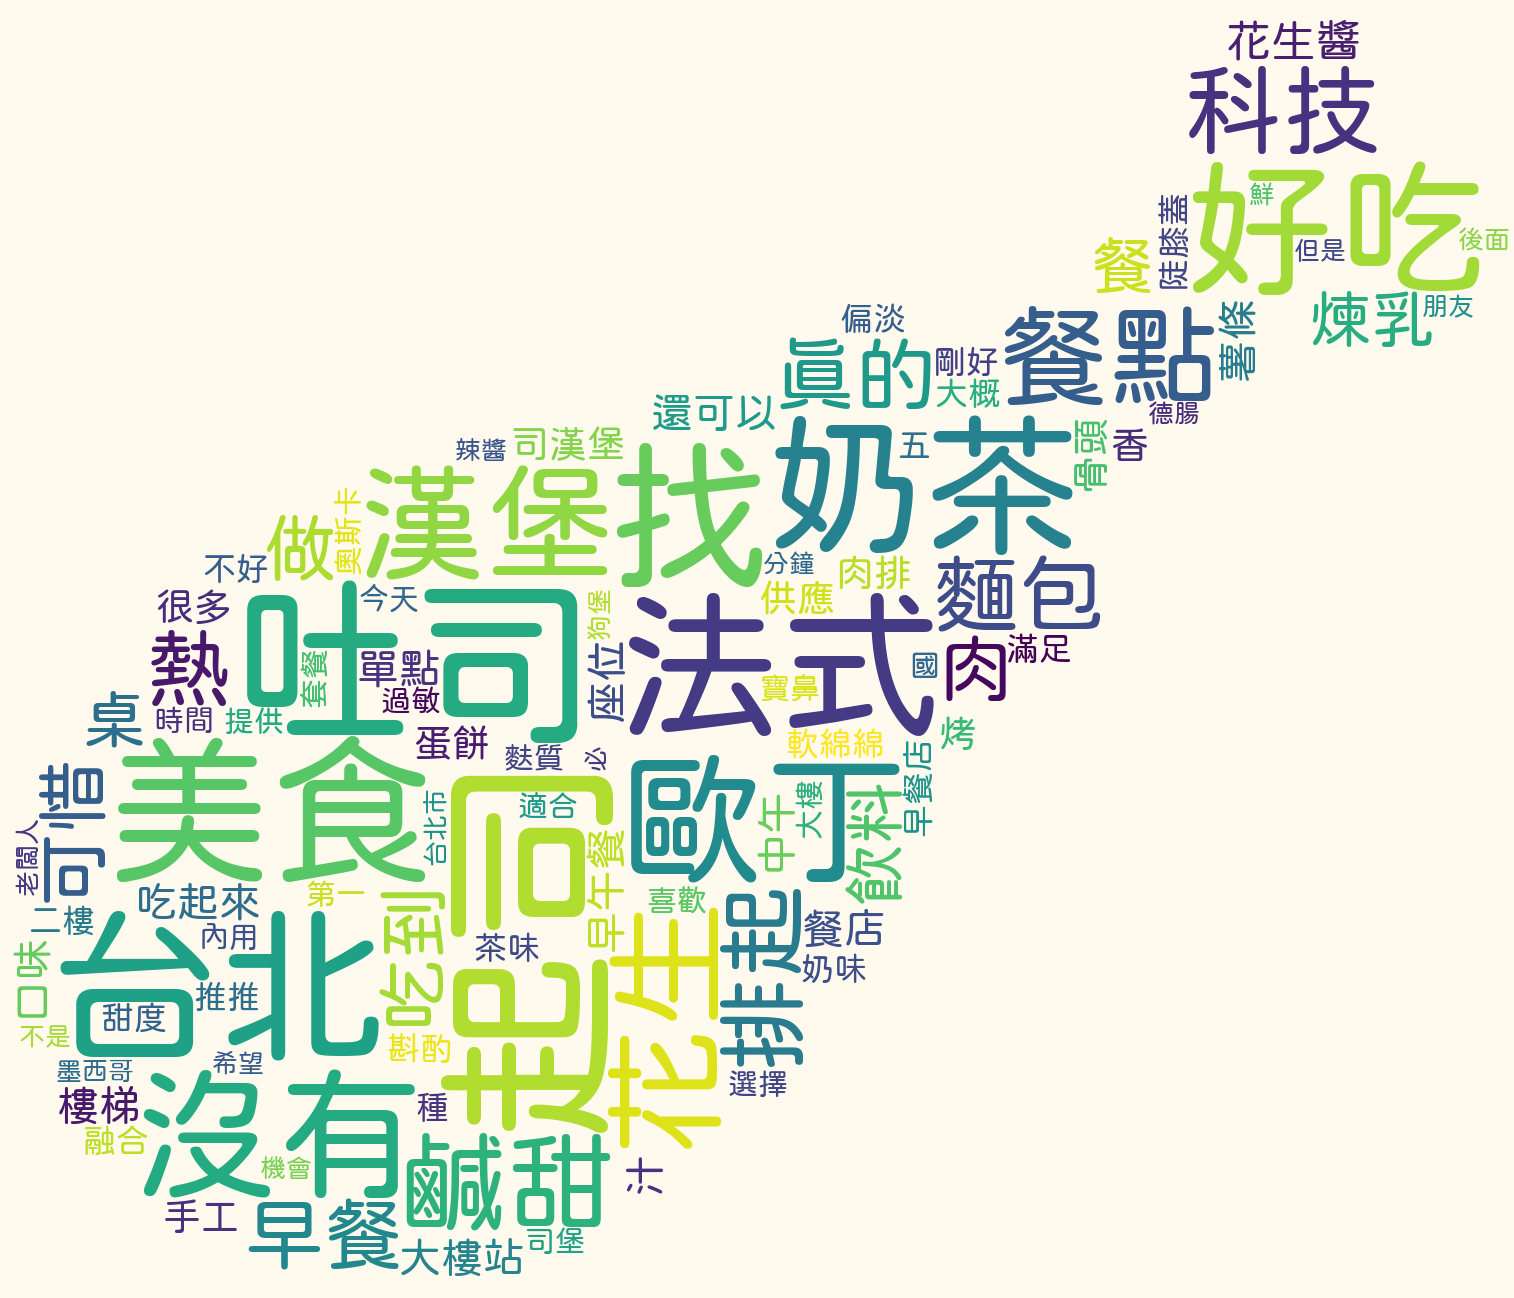 花生醬
科技
好吃
鮮
但是
後面
陡膝蓋
餐
煉乳
朋友
薯條
餐點
偏淡
眞的
剛好
大概
德腸
還可以
奶茶
五
骨頭
香
辣醬
司漢堡
找
漢堡
奧斯卡
做
不好
今天
分鐘
肉排
供應
麵包
很多
吐司
狗堡
法式
國
肉
滿足
熱
套餐
單點
過敏
座位
寶鼻
桌
時間
提供
蛋餅
麩質
必
軟綿綿
烤
早餐店
可惜
美食
台北市
起司
適合
歐丁
中午
大樓
飲料
老闆人
吃起來
第一
吃到
早午餐
喜歡
二樓
內用
台北
茶味
花生
排起
餐店
奶味
口味
甜度
推推
不是
斟酌
墨西哥
希望
選擇
樓梯
沒有
種
融合
機會
鹹甜
汁
手工
早餐
大樓站
司堡